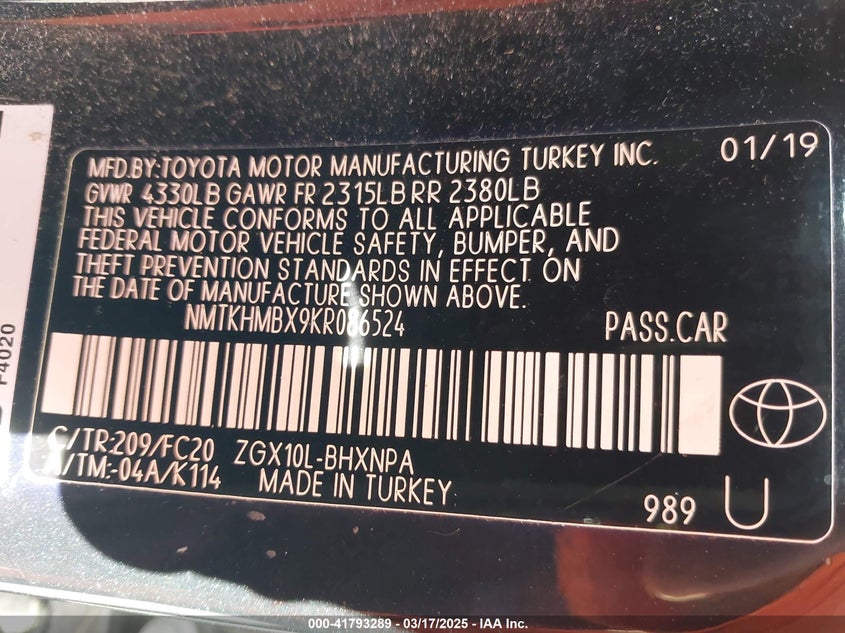 MFD.BY:TOYOTA MOTOR MANUFACTURING TURKEY INC. 01/19
GVWR 4330LB GAWR FR 2315LB RR 2380LB
THIS VEHICLE CONFORMS TO ALL APPLICABLE
FEDERAL MOTOR VEHICLE SAFETY, BUMPER, AND
THEFT PREVENTION STANDARDS IN EFFECT ON
THE DATE OF MANUFACTURE SHOWN ABOVE.
NMTKHMBX9KR086524 PASS.CAR
C/TR:209/FC20 ZGX10L-BHXNPA
A/TM:-04A/K114 MADE IN TURKEY
989 U
F4020
000-41793289 - 03/17/2025 - IAA Inc.